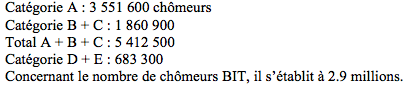 Catégorie A : 3 551 600 chômeurs
Catégorie B + C : 1 860 900
Total A + B + C : 5 412 500
Catégorie D + E : 683 300
Concernant le nombre de chômeurs BIT, il s’établit à 2.9 millions.